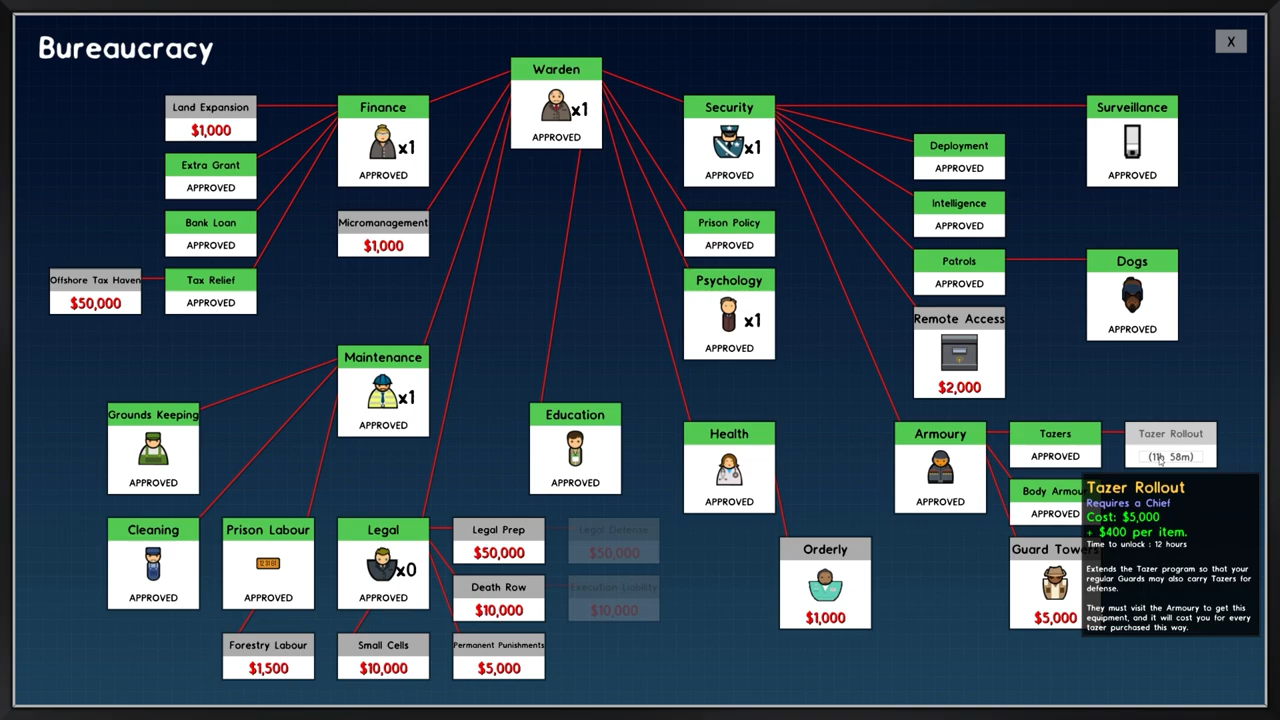 Bureaucracy
X
Warden
x1
APPROVED
Land Expansion
$1,000
Finance
x1
APPROVED
Security
x1
APPROVED
Surveillance
APPROVED
Extra Grant
APPROVED
Deployment
APPROVED
Bank Loan
APPROVED
Micromanagement
$1,000
Prison Policy
APPROVED
Intelligence
APPROVED
Offshore Tax Haven
$50,000
Tax Relief
APPROVED
Psychology
x1
APPROVED
Patrols
APPROVED
Dogs
APPROVED
Remote Access
$2,000
Maintenance
x1
APPROVED
Grounds Keeping
APPROVED
Education
APPROVED
Health
APPROVED
Armoury
APPROVED
Tazers
APPROVED
Tazer Rollout
(11h 58m)
Body Armou
APPROVED
Tazer Rollout
Requires a Chief
Cost: $5,000
+ $400 per item.
Time to unlock : 12 hours
Extends the Tazer program so that your
regular Guards may also carry Tazers for
defense.
They must visit the Armoury to get this
equipment, and it will cost you for every
tazer purchased this way.
Cleaning
APPROVED
Prison Labour
APPROVED
Legal
x0
APPROVED
Legal Prep
$50,000
Legal Defense
$50,000
Death Row
$10,000
Execution Liability
$10,000
Orderly
$1,000
Guard Towers
$5,000
Forestry Labour
$1,500
Small Cells
$10,000
Permanent Punishments
$5,000